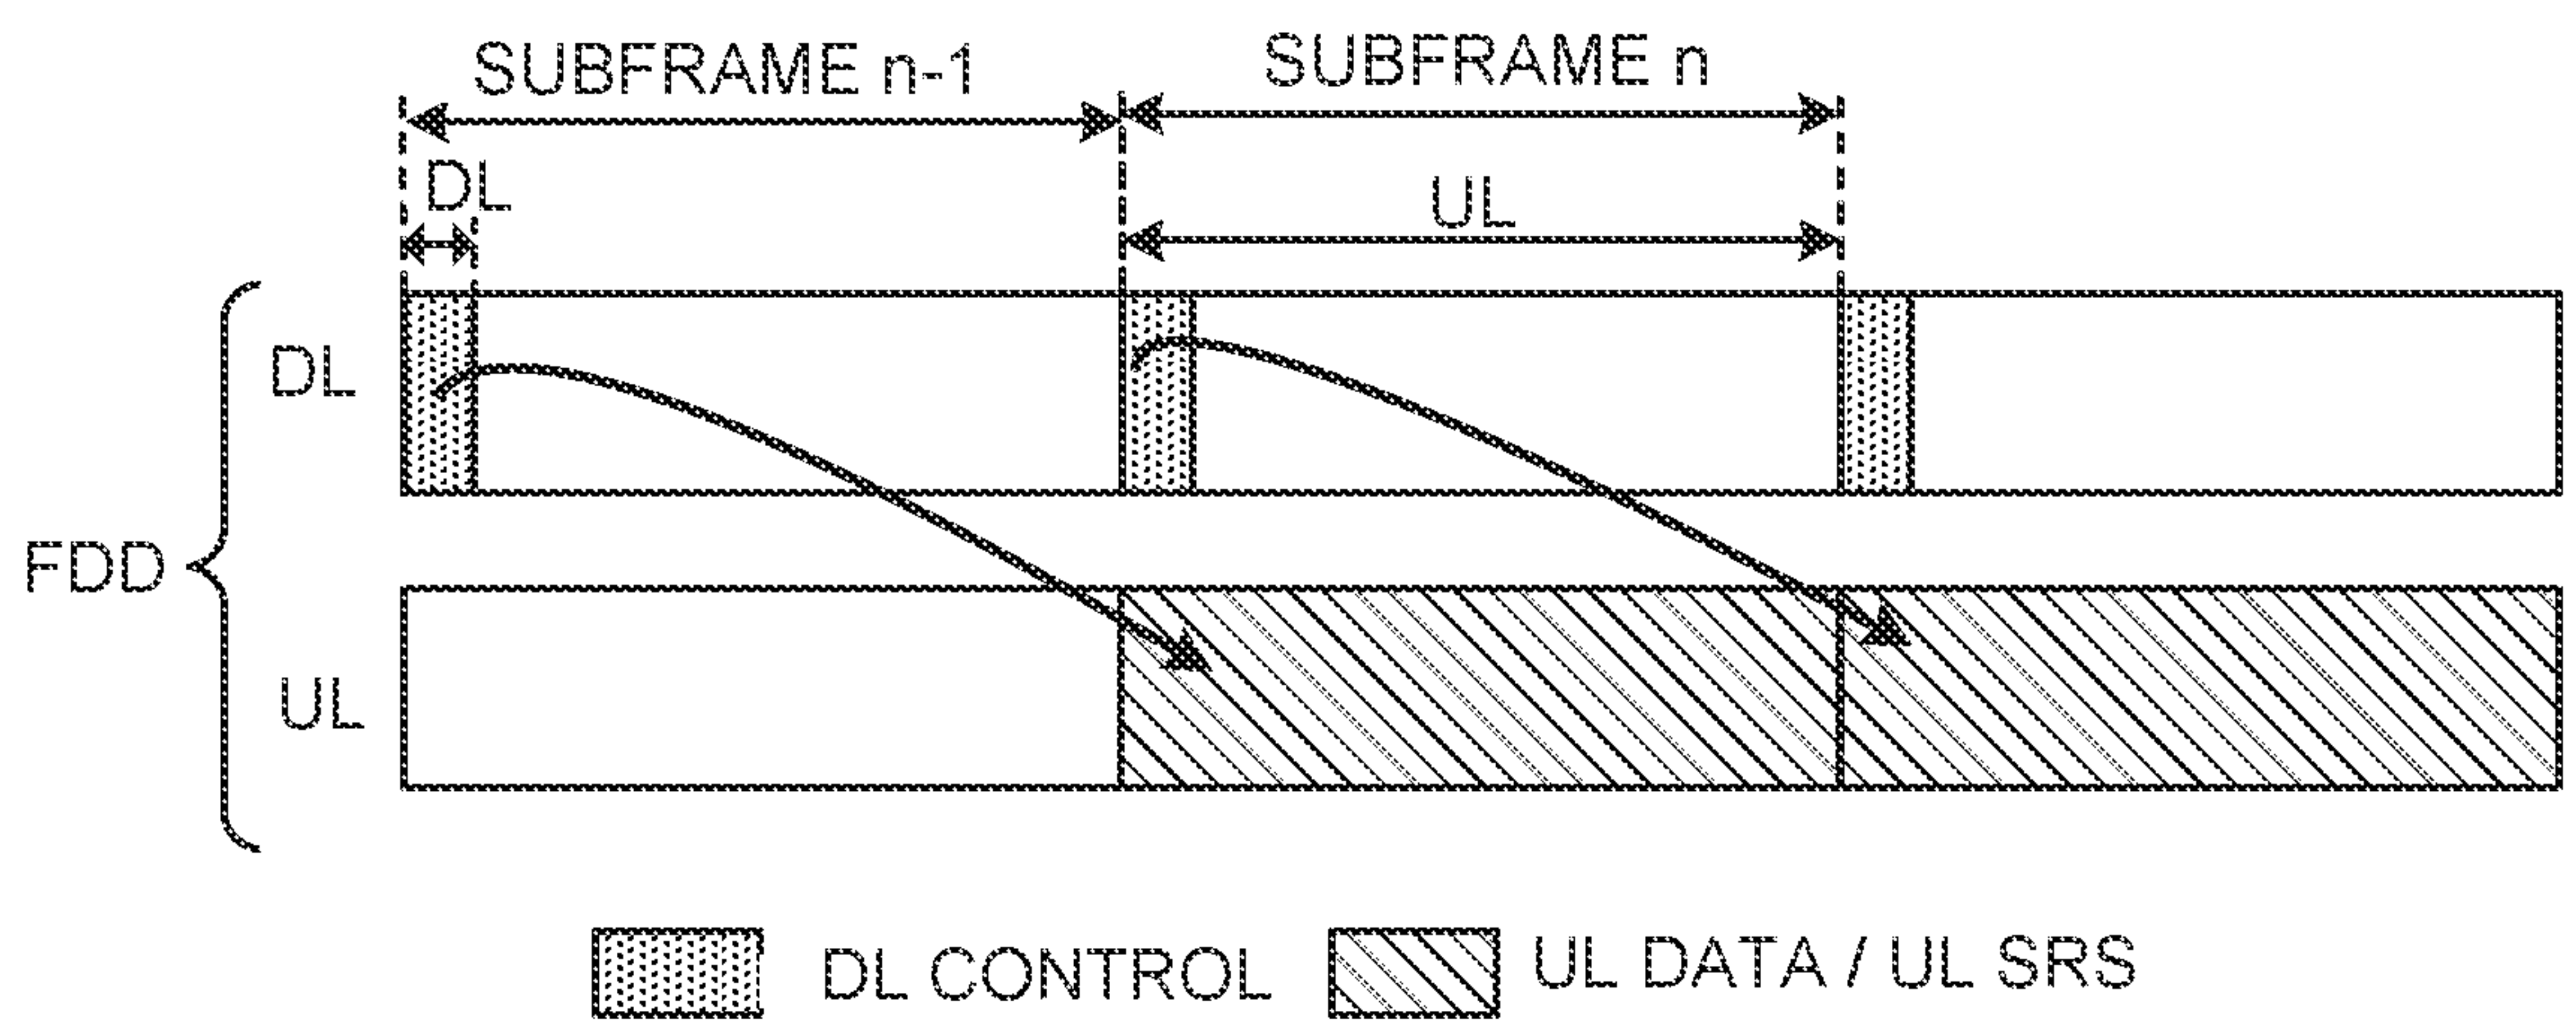 SUBFRAME n-1
SUBFRAME n
DL
UL
DL
FDD
UL
DL CONTROL
UL DATA / UL SRS